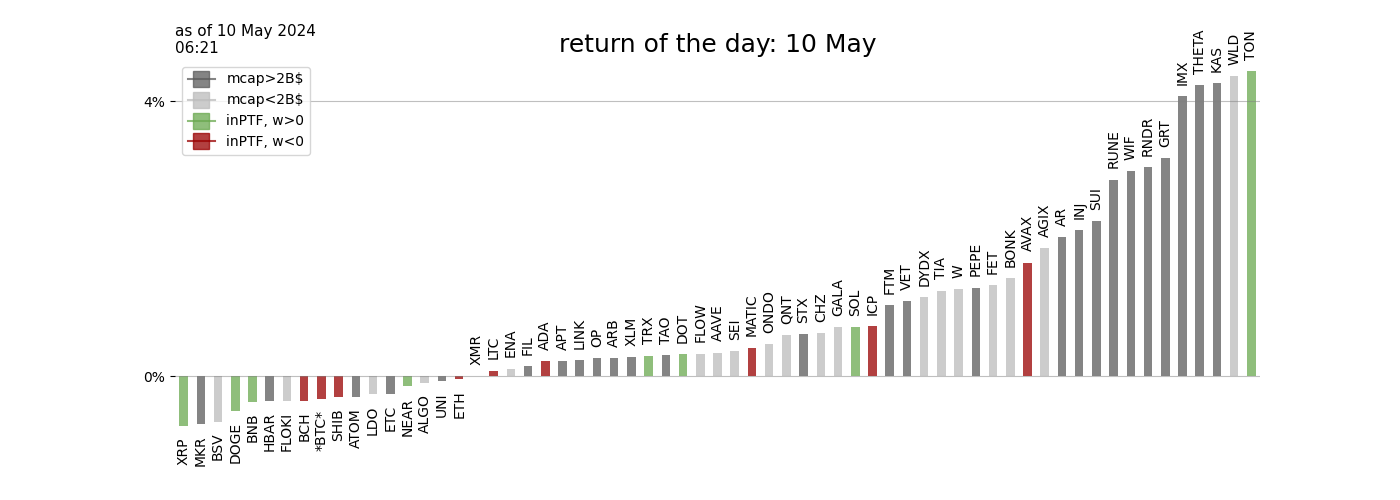 as of 10 May 2024
06:21
return of the day: 10 May
mcap>2B$
mcap<2B$
inPTF, w>0
inPTF, w<0
4%
0%
XRP
MKR
BSV
DOGE
BNB
HBAR
FLOKI
BCH
*BTC*
SHIB
ATOM
LDO
ETC
NEAR
ALGO
UNI
ETH
XMR
LTC
ENA
FIL
ADA
APT
LINK
OP
ARB
XLM
TRX
TAO
DOT
FLOW
AAVE
SEI
MATIC
ONDO
QNT
STX
CHZ
GALA
SOL
ICP
FTM
VET
DYDX
TIA
W
PEPE
FET
BONK
AVAX
AGIX
AR
INJ
SUI
RUNE
WIF
RNDR
GRT
IMX
THETA
KAS
WLD
TON